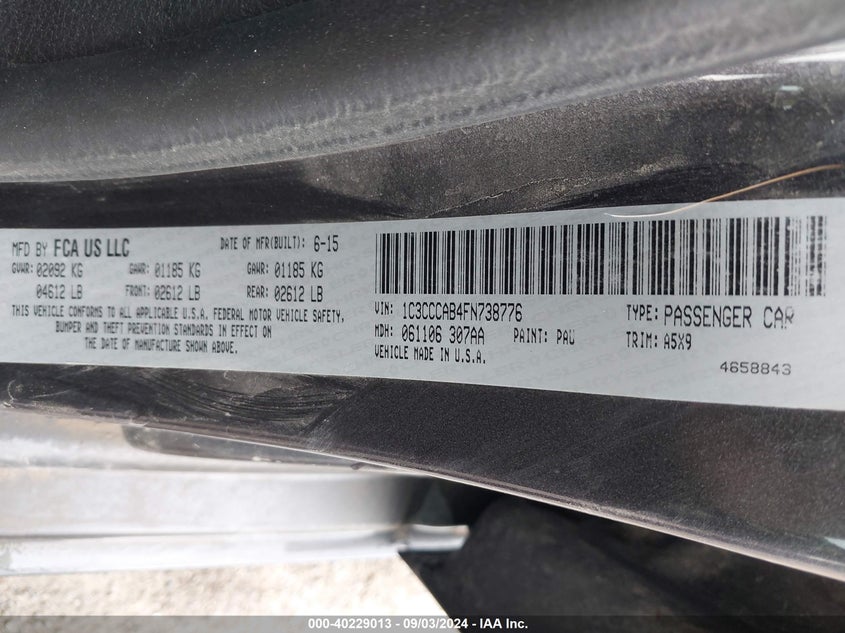 MFD BY FCA US LLC DATE OF MFR(BUILT): 6-15
GVWR: 02092 KG GAWR: 01185 KG GAWR: 01185 KG
04612 LB FRONT: 02612 LB REAR: 02612 LB
THIS VEHICLE CONFORMS TO ALL APPLICABLE U.S.A. FEDERAL MOTOR VEHICLE SAFETY,
BUMPER AND THEFT PREVENTION STANDARDS IN EFFECT ON
THE DATE OF MANUFACTURE SHOWN ABOVE.
VIN: 1C3CCCAB4FN738776 TYPE: PASSENGER CAR
MDH: 061106 307AA PAINT: PAU TRIM: A5X9
VEHICLE MADE IN U.S.A.
4658843
000-40229013 - 09/03/2024 - IAA Inc.